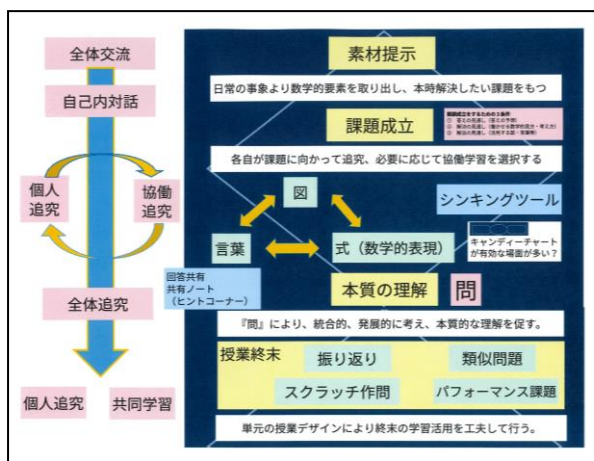 全体交流
自己内対話
個人
追究
協働
追究
全体追究
個人追究
共同学習
素材提示
日常の事象より数学的要素を取り出し、本時解決したい課題をもつ
課題成立
各自が課題に向かって追究、必要に応じて協働学習を選択する
図
シンキングツール
言葉
式（数学的表現）
キャンディーチャート
が有効な場面が多い？
回答共有
共有ノート
（ヒントコーナー）
本質の理解
問
『問』により、統合的、発展的に考え、本質的な理解を促す。
授業終末
振り返り
類似問題
スクラッチ作問
パフォーマンス課題
単元の授業デザインにより終末の学習活用を工夫して行う。